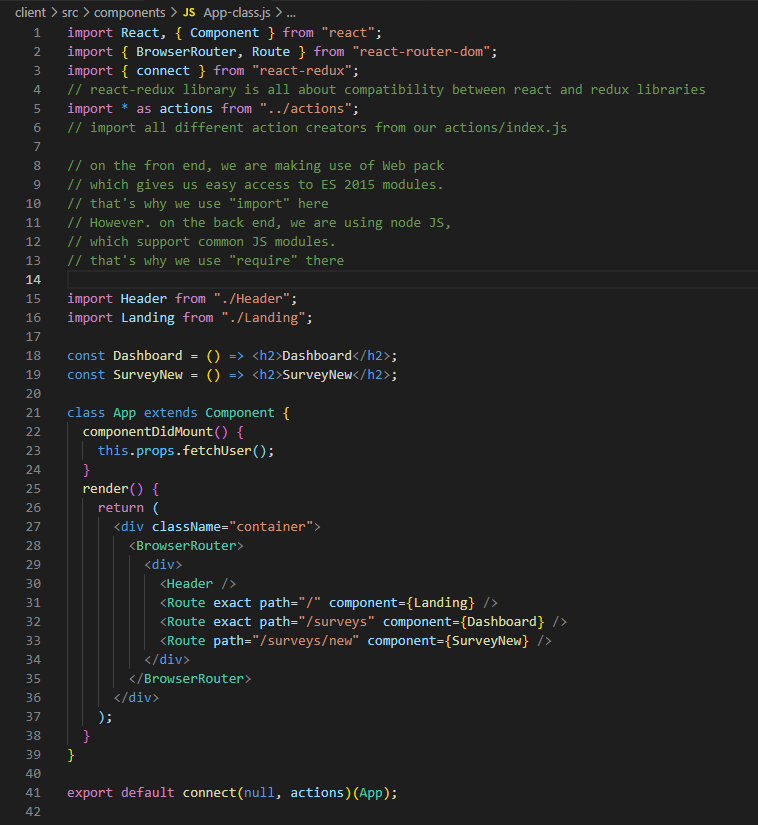 client > src > components > JS App-class.js > ...
1 import React, { Component } from "react";
2 import { BrowserRouter, Route } from "react-router-dom";
3 import { connect } from "react-redux";
4 // react-redux library is all about compatibility between react and redux libraries
5 import * as actions from "../actions";
6 // import all different action creators from our actions/index.js
7
8 // on the fron end, we are making use of Web pack
9 // which gives us easy access to ES 2015 modules.
10 // that's why we use "import" here
11 // However. on the back end, we are using node JS,
12 // which support common JS modules.
13 // that's why we use "require" there
14
15 import Header from "./Header";
16 import Landing from "./Landing";
17
18 const Dashboard = () => <h2>Dashboard</h2>;
19 const SurveyNew = () => <h2>SurveyNew</h2>;
20
21 class App extends Component {
22   componentDidMount() {
23     this.props.fetchUser();
24   }
25   render() {
26     return (
27       <div className="container">
28         <BrowserRouter>
29           <div>
30             <Header />
31             <Route exact path="/" component={Landing} />
32             <Route exact path="/surveys" component={Dashboard} />
33             <Route path="/surveys/new" component={SurveyNew} />
34           </div>
35         </BrowserRouter>
36       </div>
37     );
38   }
39 }
40
41 export default connect(null, actions)(App);
42